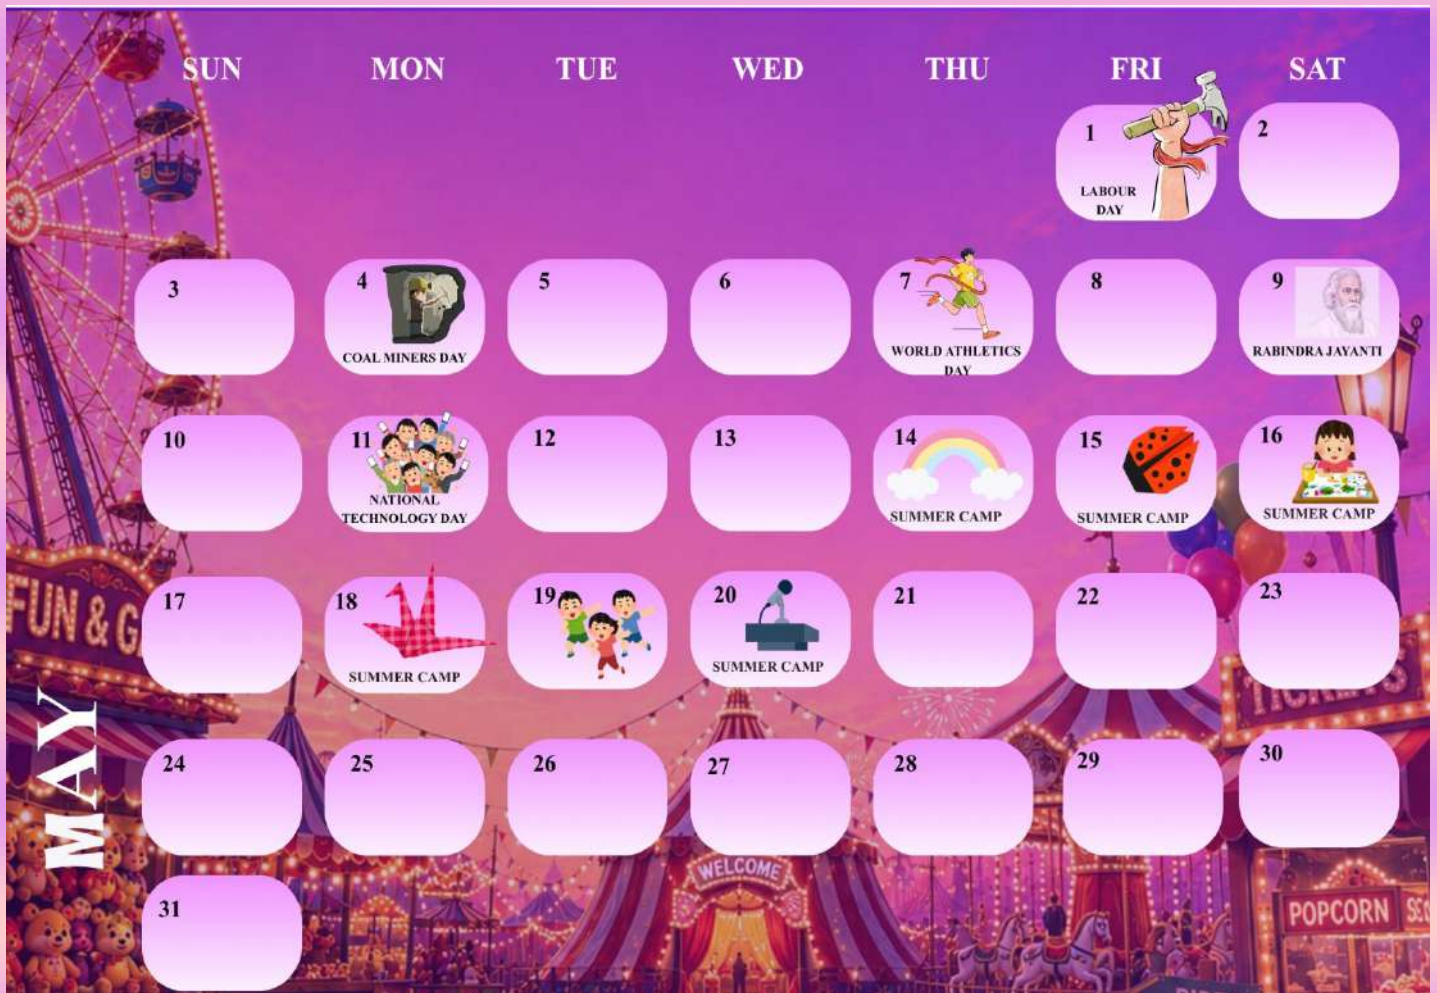 SUN MON TUE WED THU FRI SAT
1 2
LABOUR
DAY
3 4 5 6 7 8 9
COAL MINERS DAY WORLD ATHLETICS RABINDRA JAYANTI
DAY
10 11 12 13 14 15 16
NATIONAL
TECHNOLOGY DAY SUMMER CAMP SUMMER CAMP SUMMER CAMP
FUN & G
17 18 19 20 21 22 23
SUMMER CAMP SUMMER CAMP
TICKETS
MAY
24 25 26 27 28 29 30
WELCOME
31
POPCORN